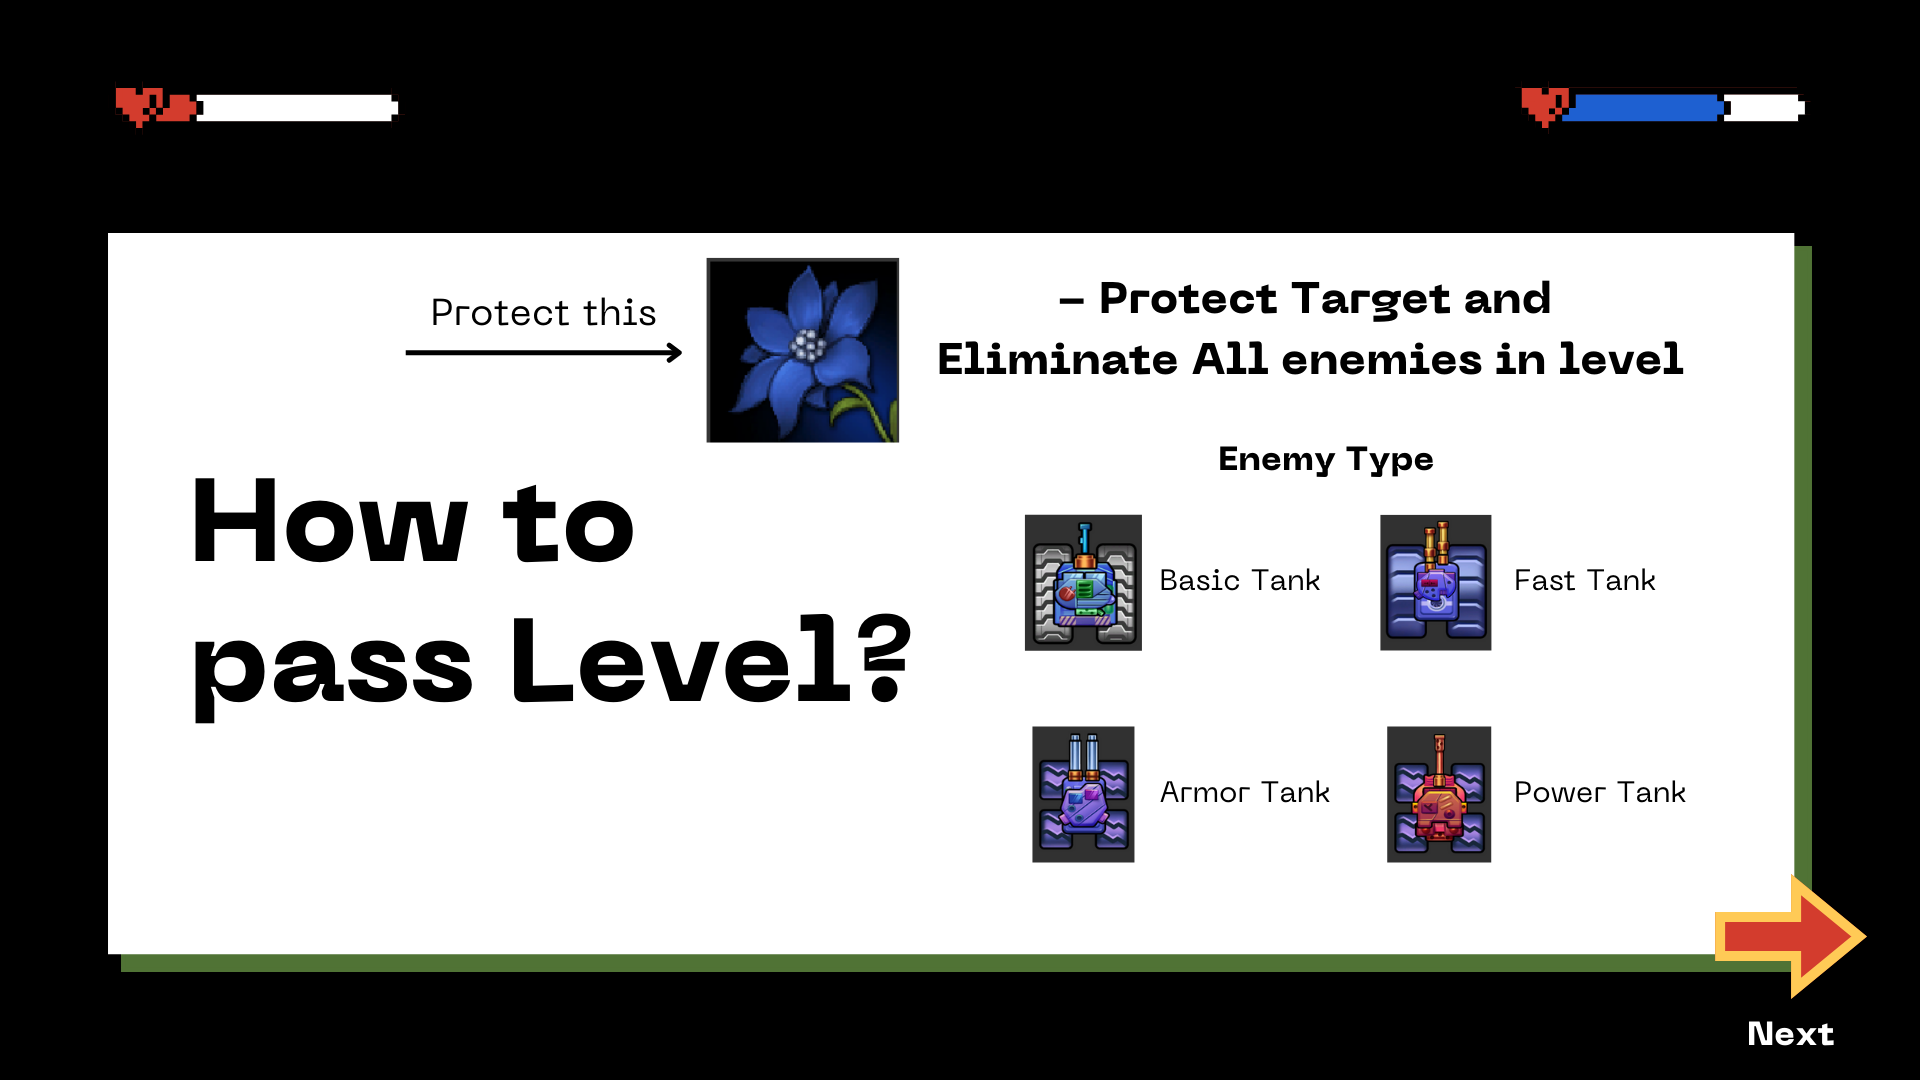 Protect this
– Protect Target and
Eliminate All enemies in level
How to
pass Level?
Enemy Type
Basic Tank
Fast Tank
Armor Tank
Power Tank
Next